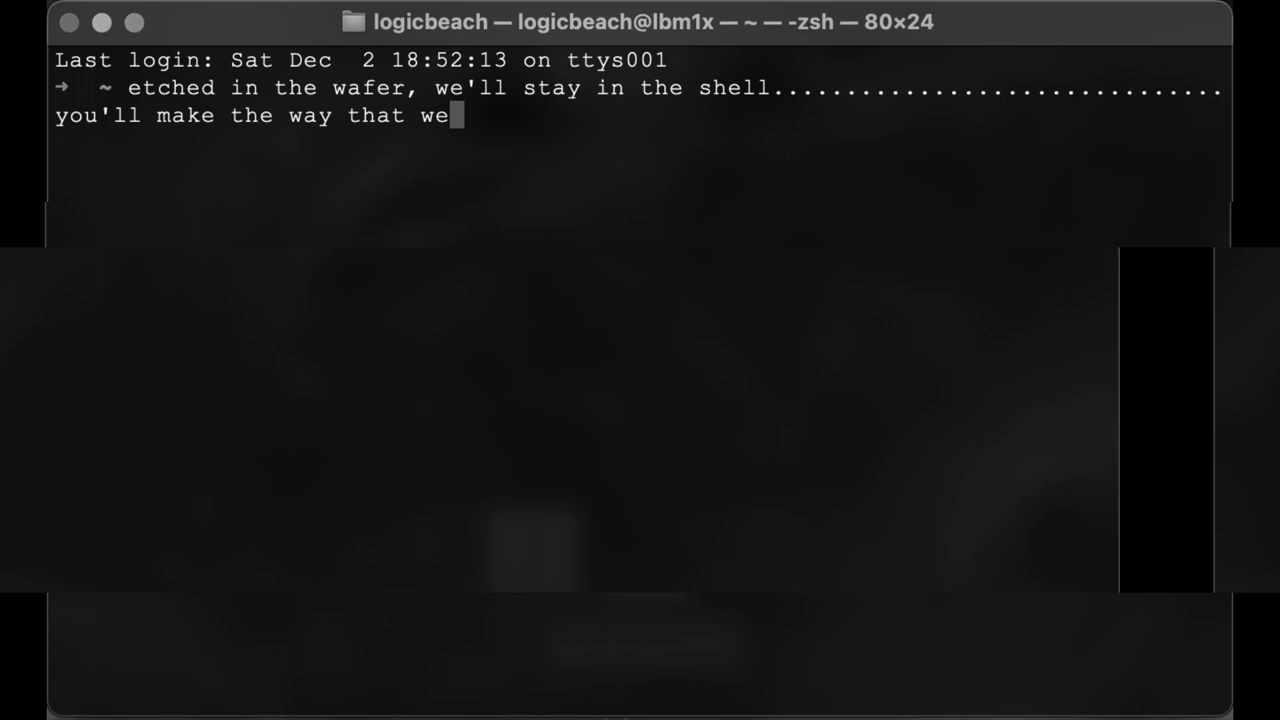 logicbeach — logicbeach@lbm1x — ~ — -zsh — 80×24
Last login: Sat Dec  2 18:52:13 on ttys001
➜  ~ etched in the wafer, we'll stay in the shell...............................
you'll make the way that we